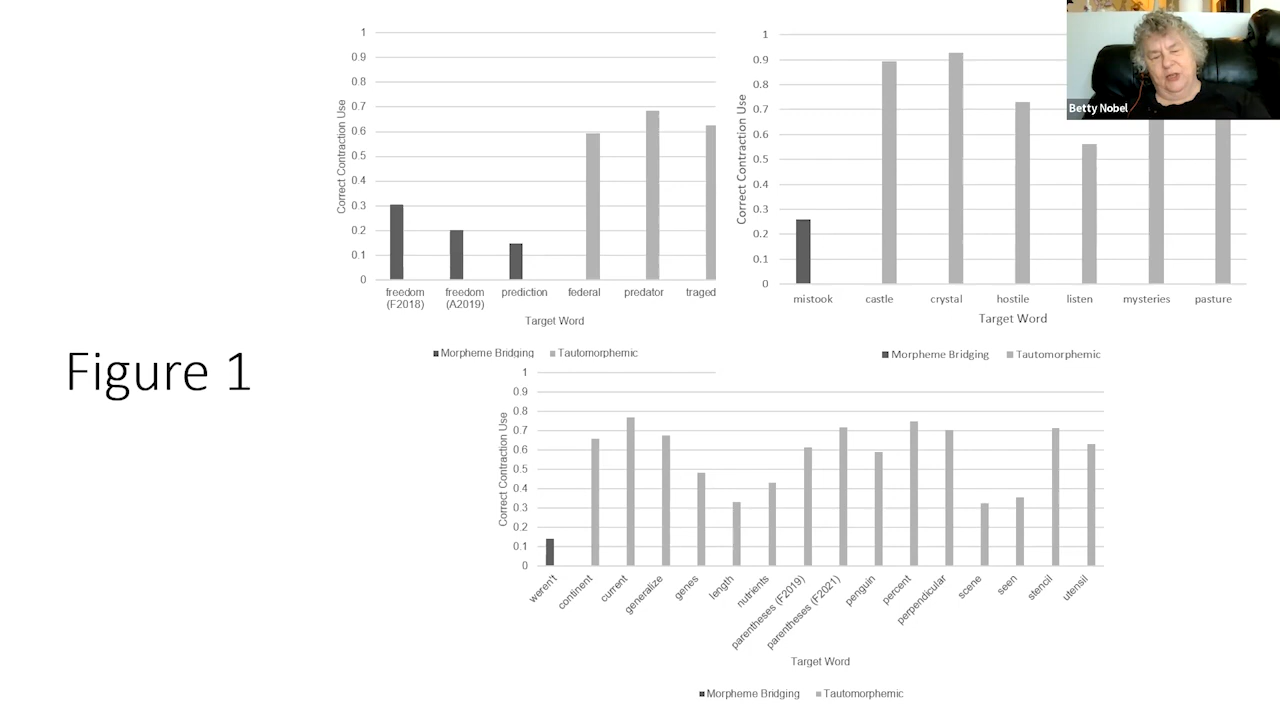 1
0.9
0.8
0.7
0.6
0.5
0.4
0.3
0.2
0.1
0
Correct Contraction Use
freedom (F2018)
freedom (A2019)
prediction
federal
predator
traged
Target Word
Morpheme Bridging
Tautomorphemic
1
0.9
0.8
0.7
0.6
0.5
0.4
0.3
0.2
0.1
0
Correct Contraction Use
mistook
castle
crystal
hostile
listen
mysteries
pasture
Target Word
Morpheme Bridging
Tautomorphemic
Betty Nobel
Figure 1
1
0.9
0.8
0.7
0.6
0.5
0.4
0.3
0.2
0.1
0
Correct Contraction Use
weren't
continent
current
generalize
genes
length
nutrients
parentheses (F2019)
parentheses (F2021)
penguin
percent
perpendicular
scene
seen
stencil
utensil
Target Word
Morpheme Bridging
Tautomorphemic